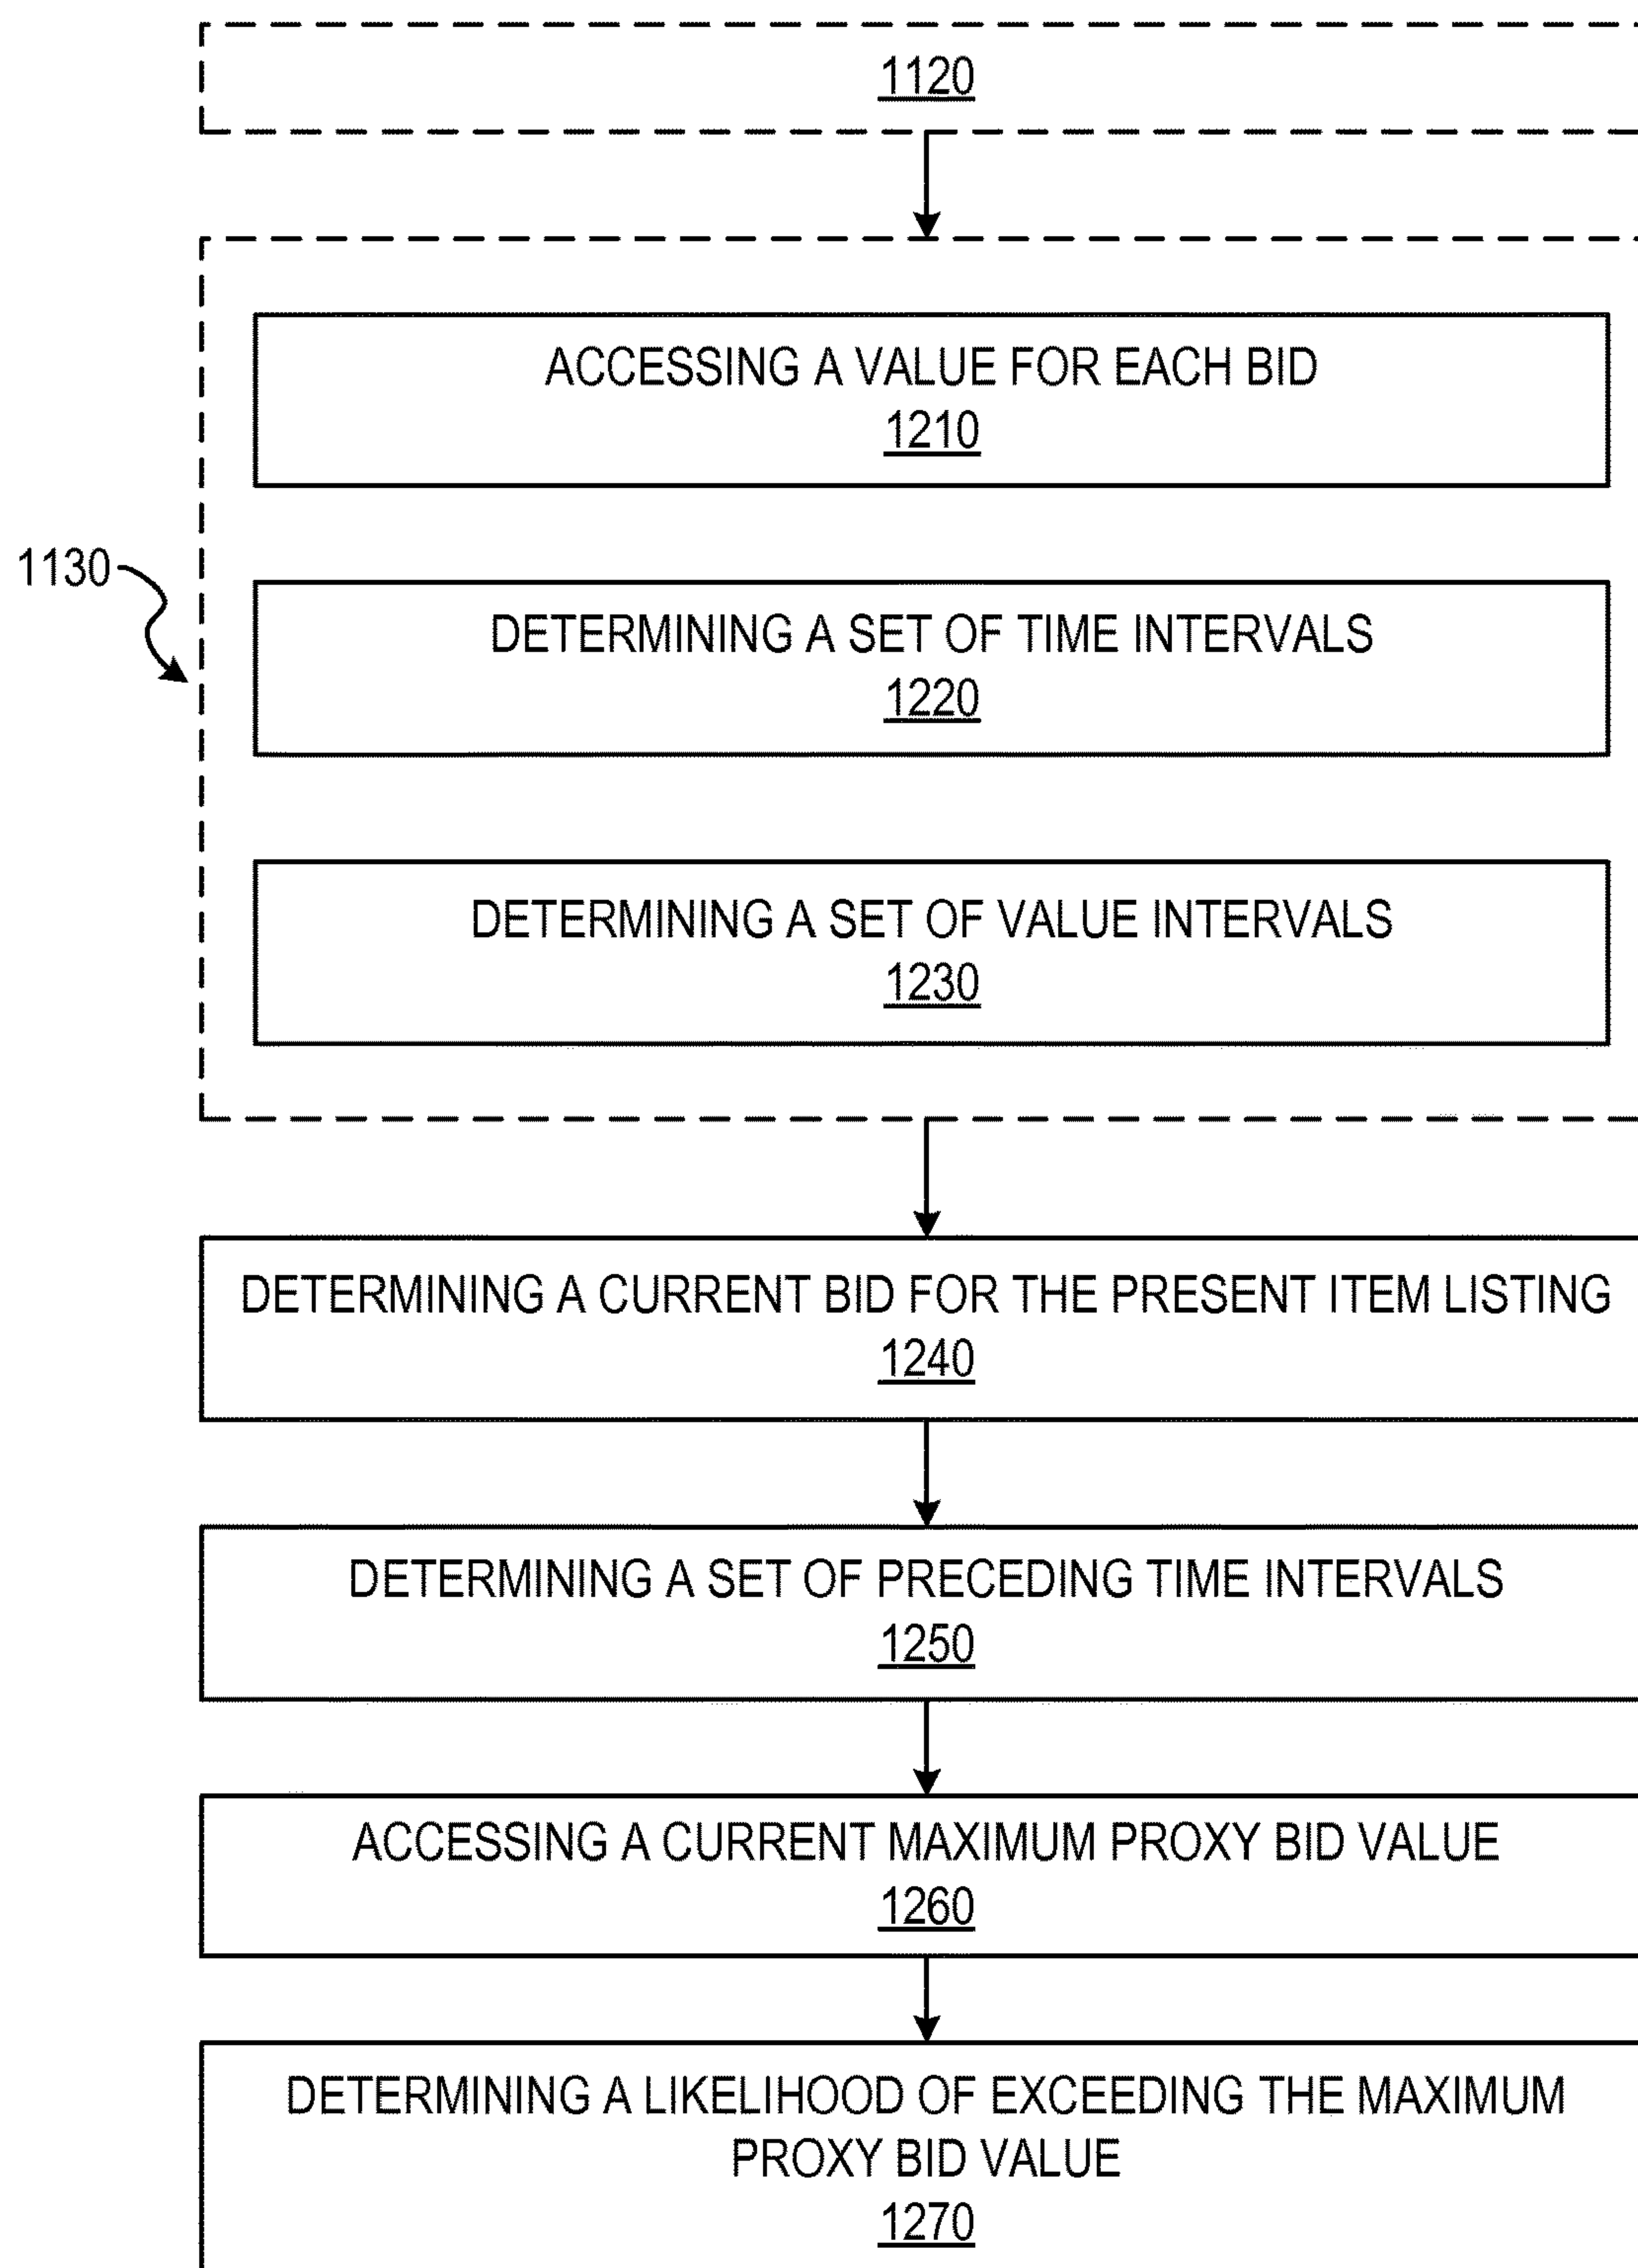 1120
ACCESSING A VALUE FOR EACH BID
1210
1130
DETERMINING A SET OF TIME INTERVALS
1220
DETERMINING A SET OF VALUE INTERVALS
1230
DETERMINING A CURRENT BID FOR THE PRESENT ITEM LISTING
1240
DETERMINING A SET OF PRECEDING TIME INTERVALS
1250
ACCESSING A CURRENT MAXIMUM PROXY BID VALUE
1260
DETERMINING A LIKELIHOOD OF EXCEEDING THE MAXIMUM
PROXY BID VALUE
1270